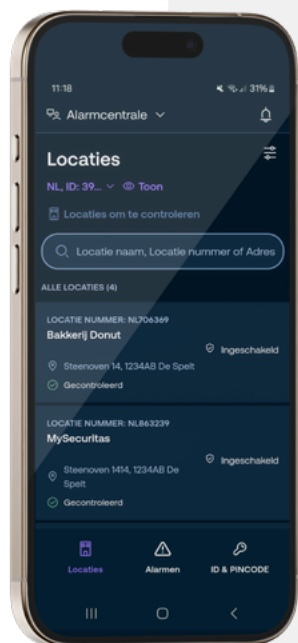 11:18 31%
Alarmcentrale
Locaties
NL, ID: 39... Toon
Locaties om te controleren
Locatie naam, Locatie nummer of Adres
ALLE LOCATIES (4)
LOCATIE NUMMER: NL706369
Bakkerij Donut
Ingeschakeld
Steenoven 14, 1234AB De Spelt
Gecontroleerd
LOCATIE NUMMER: NL863239
MySecuritas
Ingeschakeld
Steenoven 1414, 1234AB De
Spelt
Gecontroleerd
Locaties Alarmen ID & PINCODE